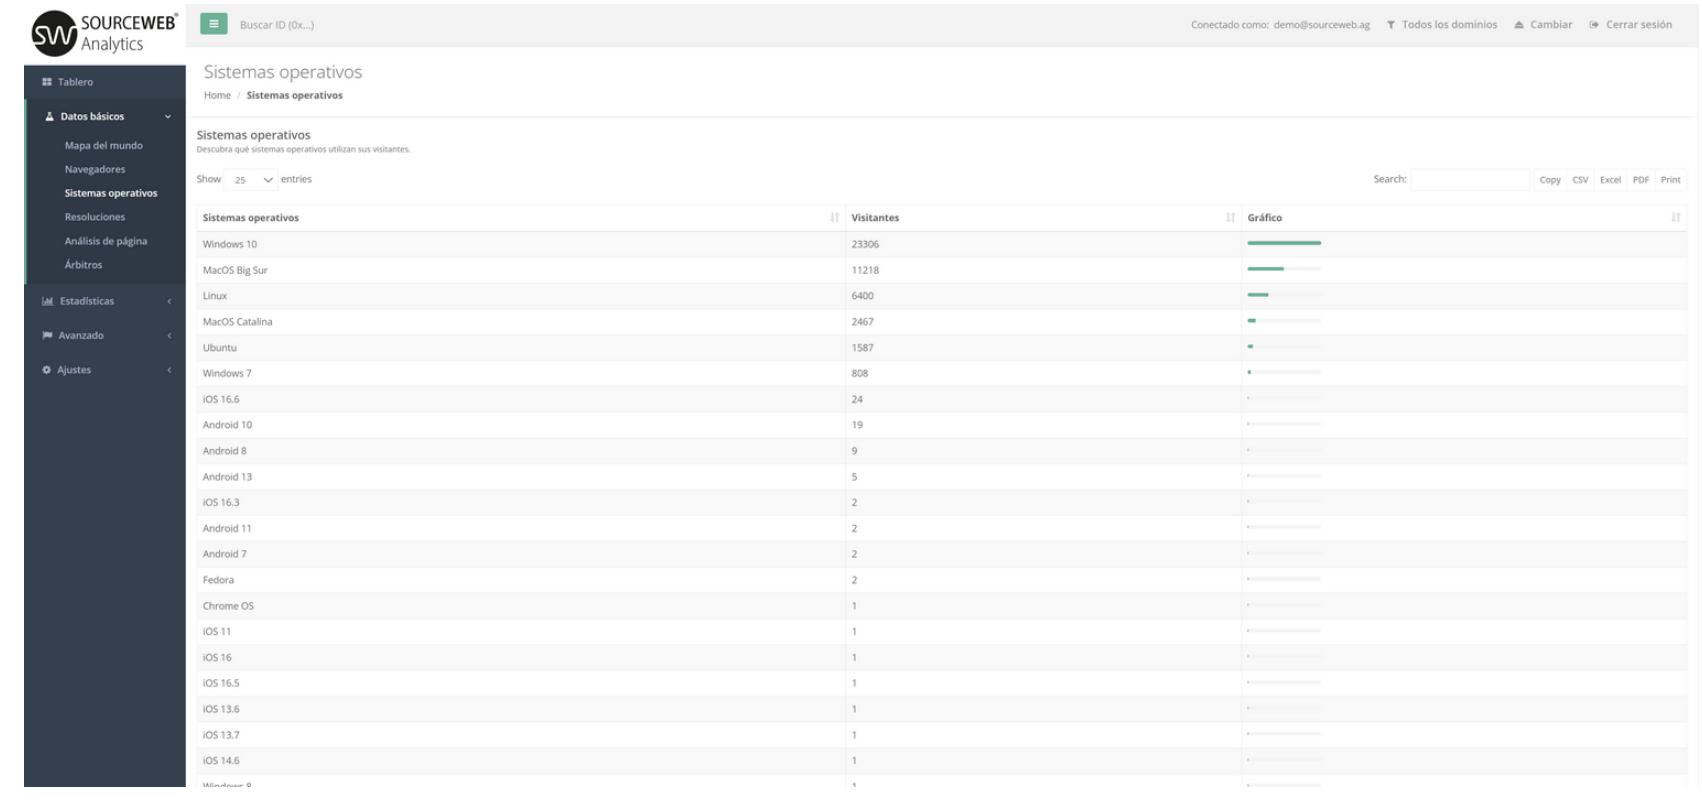 SOURCEWEB®
SW Analytics
Buscar ID (0x...)
Conectado como: demo@sourceweb.ag Todos los dominios Cambiar Cerrar sesión
Tablero
Datos básicos
Mapa del mundo
Navegadores
Sistemas operativos
Resoluciones
Análisis de página
Árbitros
Estadísticas
Avanzado
Ajustes
Sistemas operativos
Home / Sistemas operativos
Sistemas operativos
Descubra qué sistemas operativos utilizan sus visitantes.
Show 25 entries
Search: Copy CSV Excel PDF Print
Sistemas operativos Visitantes Gráfico
Windows 10 23306
MacOS Big Sur 11218
Linux 6400
MacOS Catalina 2467
Ubuntu 1587
Windows 7 808
iOS 16.6 24
Android 10 19
Android 8 9
Android 13 5
iOS 16.3 2
Android 11 2
Android 7 2
Fedora 2
Chrome OS 1
iOS 11 1
iOS 16 1
iOS 16.5 1
iOS 13.6 1
iOS 13.7 1
iOS 14.6 1
Windows 8 1